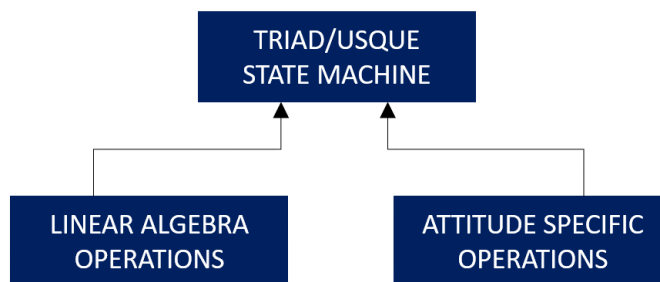 TRIAD/USQUE
STATE MACHINE
LINEAR ALGEBRA
OPERATIONS
ATTITUDE SPECIFIC
OPERATIONS